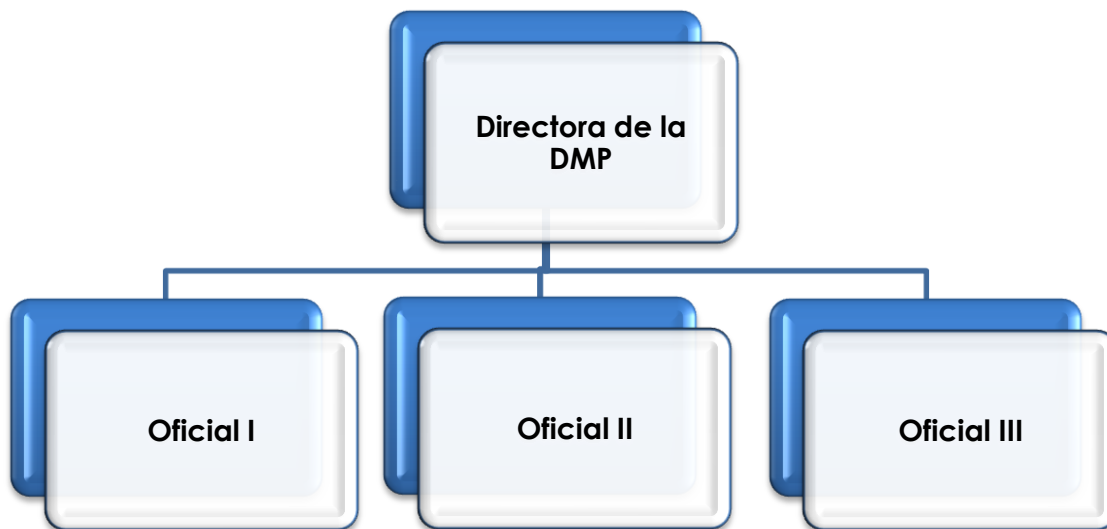 Directora de la
DMP
Oficial I
Oficial II
Oficial III